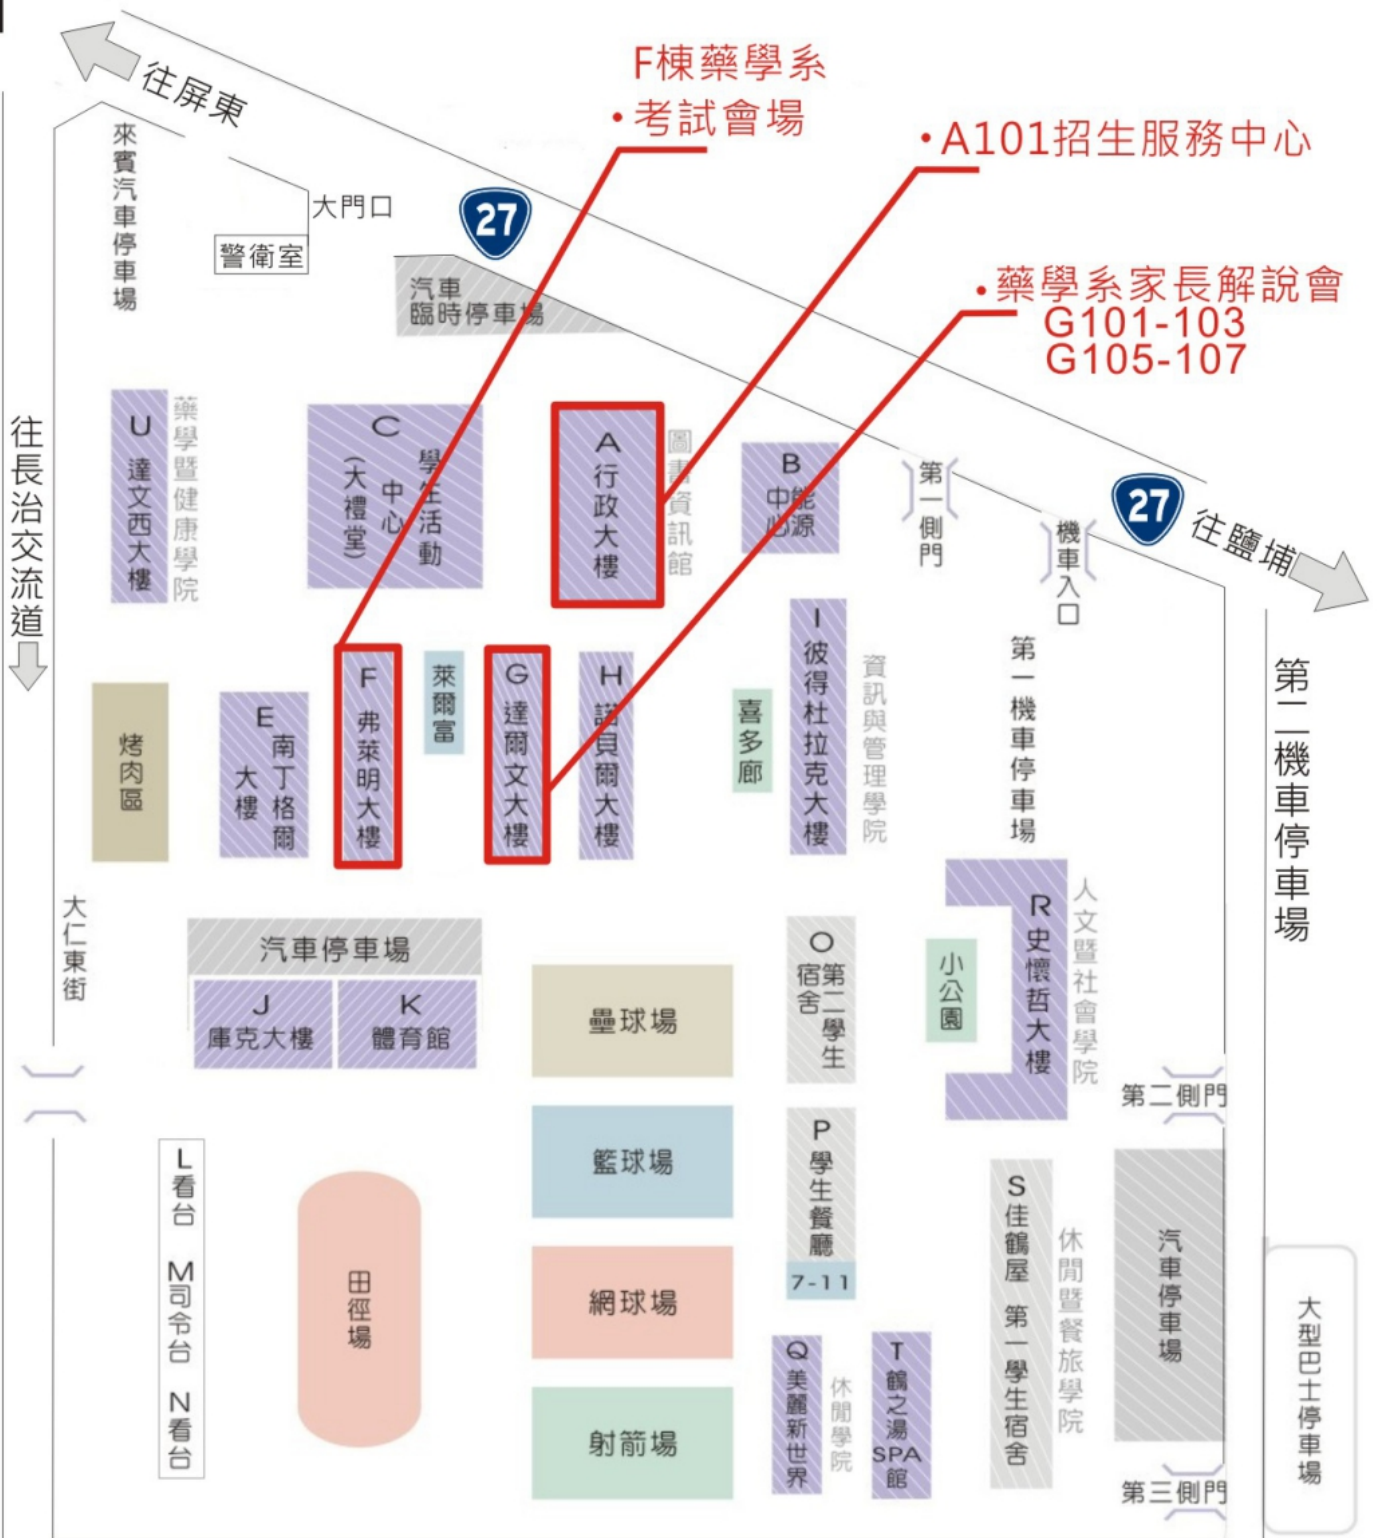 F棟藥學系
・考試會場
・A101招生服務中心
・藥學系家長解說會
G101-103
G105-107
往屏東
來賓汽車停車場
大門口
警衛室
27
汽車
臨時停車場
往長治交流道
U 達文西大樓
藥學暨健康學院
C
學生活動
中心
(大禮堂)
A 行政大樓
圖書資訊館
B
能源
中心
第一側門
機車入口
27
往鹽埔
烤肉區
E
南丁格爾
大樓
F 弗萊明大樓
萊爾富
G 達爾文大樓
H 諾貝爾大樓
喜多廊
I 彼得杜拉克大樓
資訊與管理學院
第一機車停車場
第二機車停車場
大仁東街
汽車停車場
J
庫克大樓
K
體育館
壘球場
O
第二學生
宿舍
小公園
R 史懷哲大樓
人文暨社會學院
第二側門
L看台 M司令台 N看台
田徑場
籃球場
網球場
射箭場
P 學生餐廳
7-11
Q 美麗新世界
休閒學院
T 鶴之湯
SPA
館
S 佳鶴屋 第一學生宿舍
休閒暨餐旅學院
汽車停車場
第三側門
大型巴士停車場